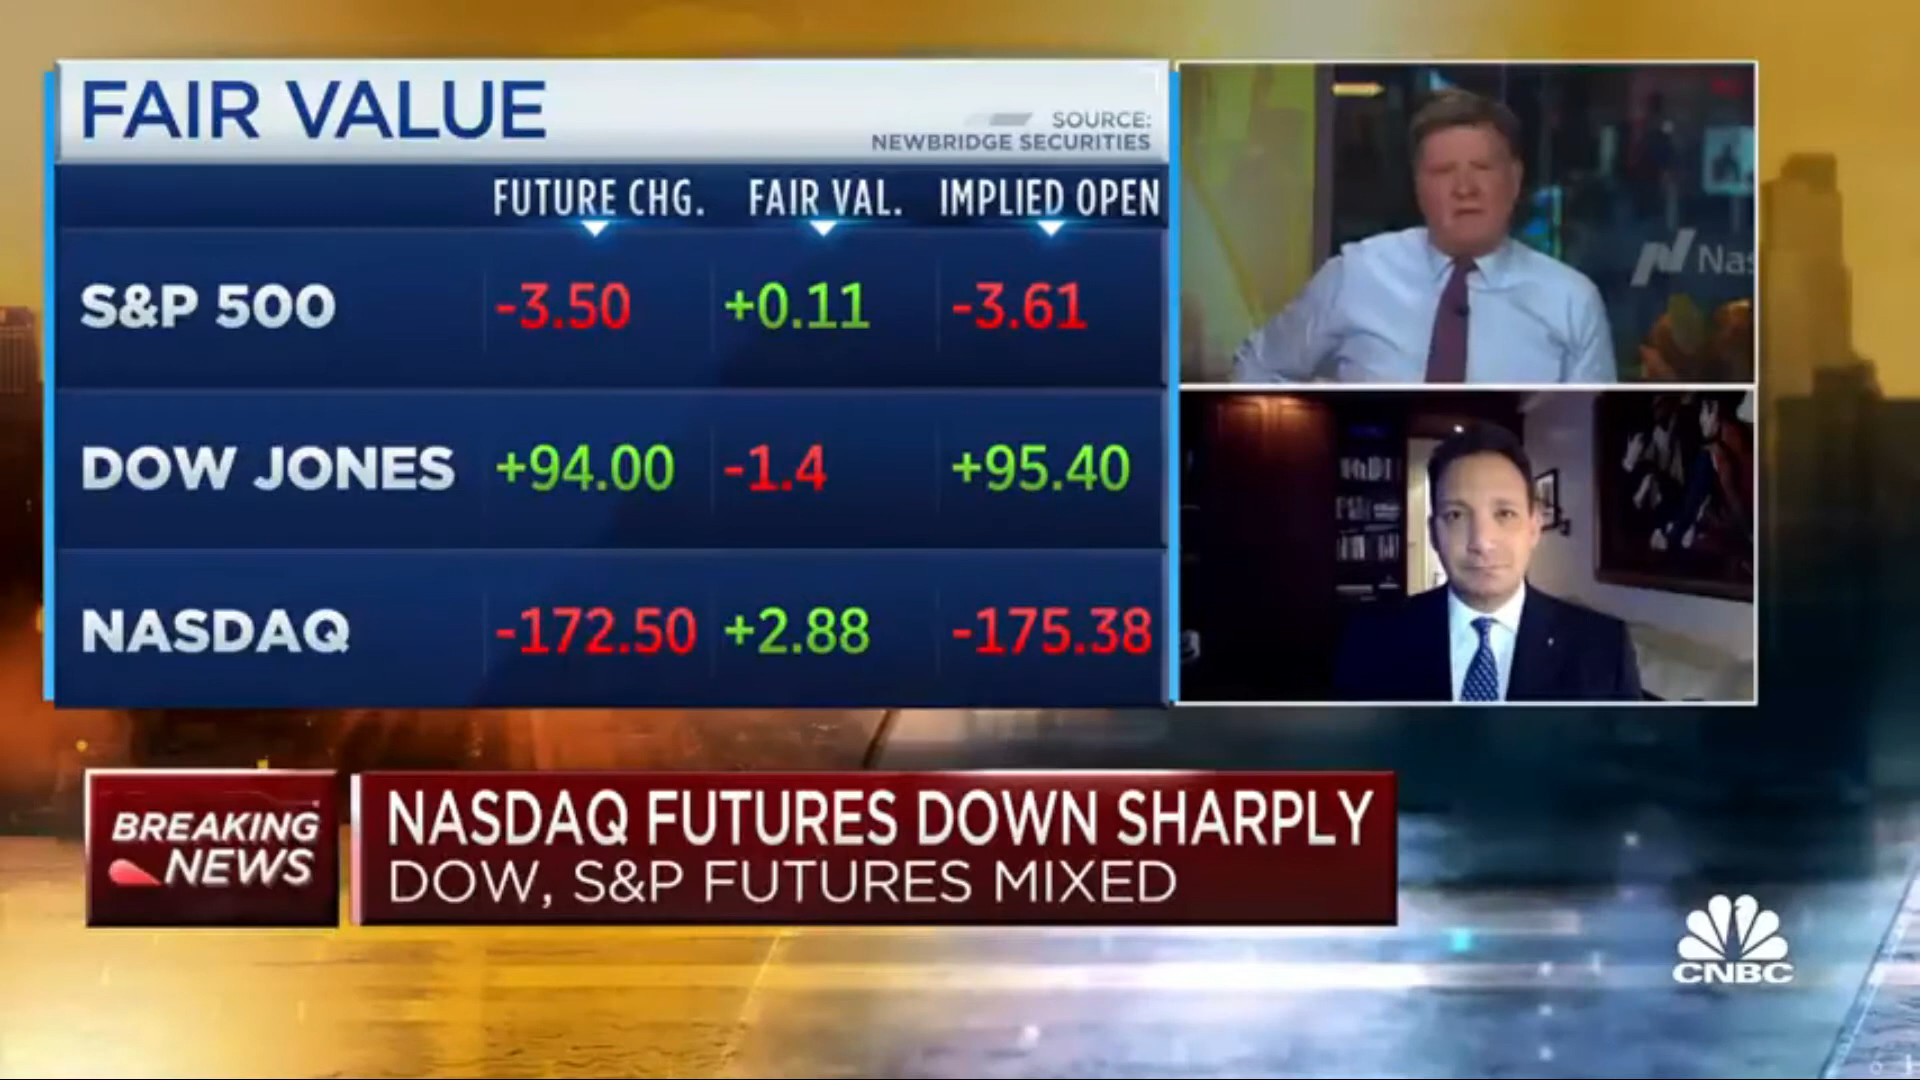 FAIR VALUE
SOURCE:
NEWBRIDGE SECURITIES
FUTURE CHG. FAIR VAL. IMPLIED OPEN
S&P 500 -3.50 +0.11 -3.61
DOW JONES +94.00 -1.4 +95.40
NASDAQ -172.50 +2.88 -175.38
Nas
BREAKING
NEWS
NASDAQ FUTURES DOWN SHARPLY
DOW, S&P FUTURES MIXED
CNBC